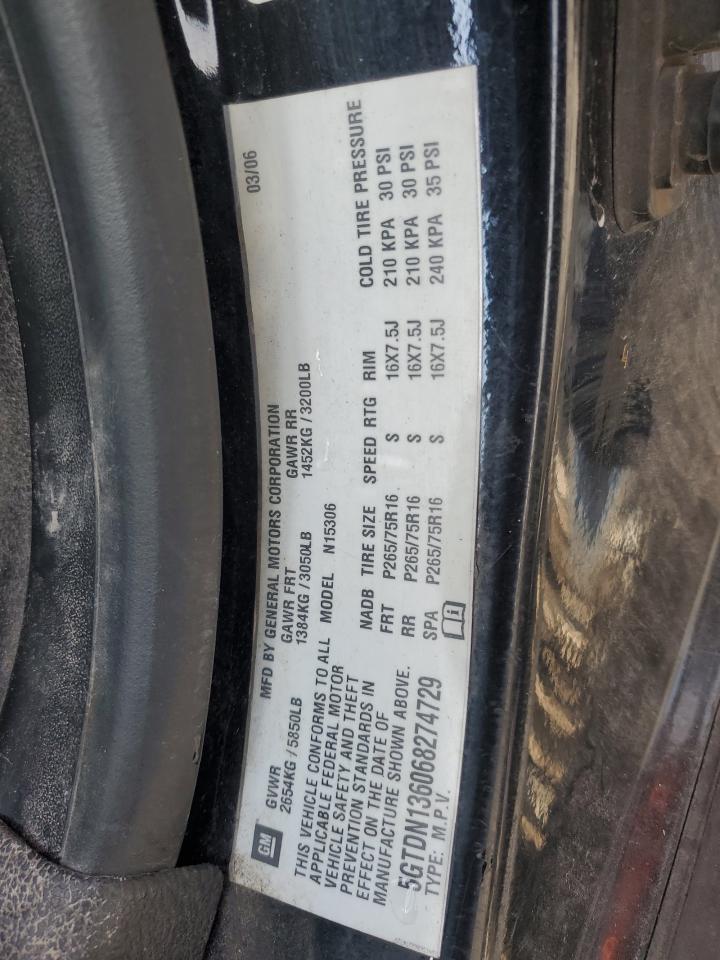 GM
MFD BY GENERAL MOTORS CORPORATION 03/06
GVWR GAWR FRT GAWR RR
2654KG/5850LB 1384KG/3050LB 1452KG/3200LB
THIS VEHICLE CONFORMS TO ALL
APPLICABLE FEDERAL MOTOR
VEHICLE SAFETY AND THEFT
PREVENTION STANDARDS IN
EFFECT ON THE DATE OF
MANUFACTURE SHOWN ABOVE.
5GTDN136068274729
TYPE: M.P.V.
MODEL N15306
NADB TIRE SIZE SPEED RTG RIM COLD TIRE PRESSURE
FRT P265/75R16 S 16X7.5J 210 KPA 30 PSI
RR P265/75R16 S 16X7.5J 210 KPA 30 PSI
SPA P265/75R16 S 16X7.5J 240 KPA 35 PSI